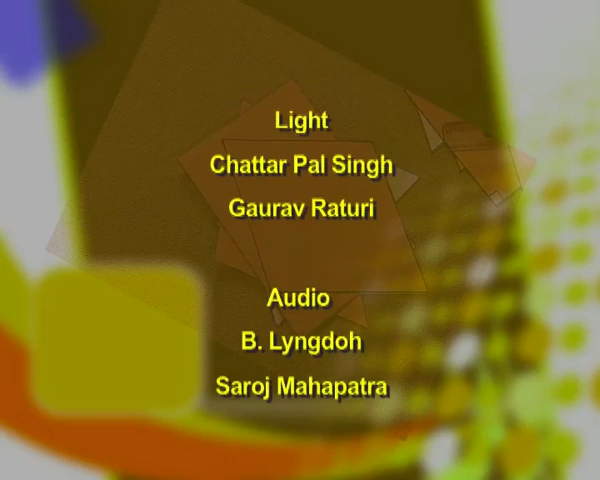 Light
Chattar Pal Singh
Gaurav Raturi
Audio
B. Lyngdoh
Saroj Mahapatra